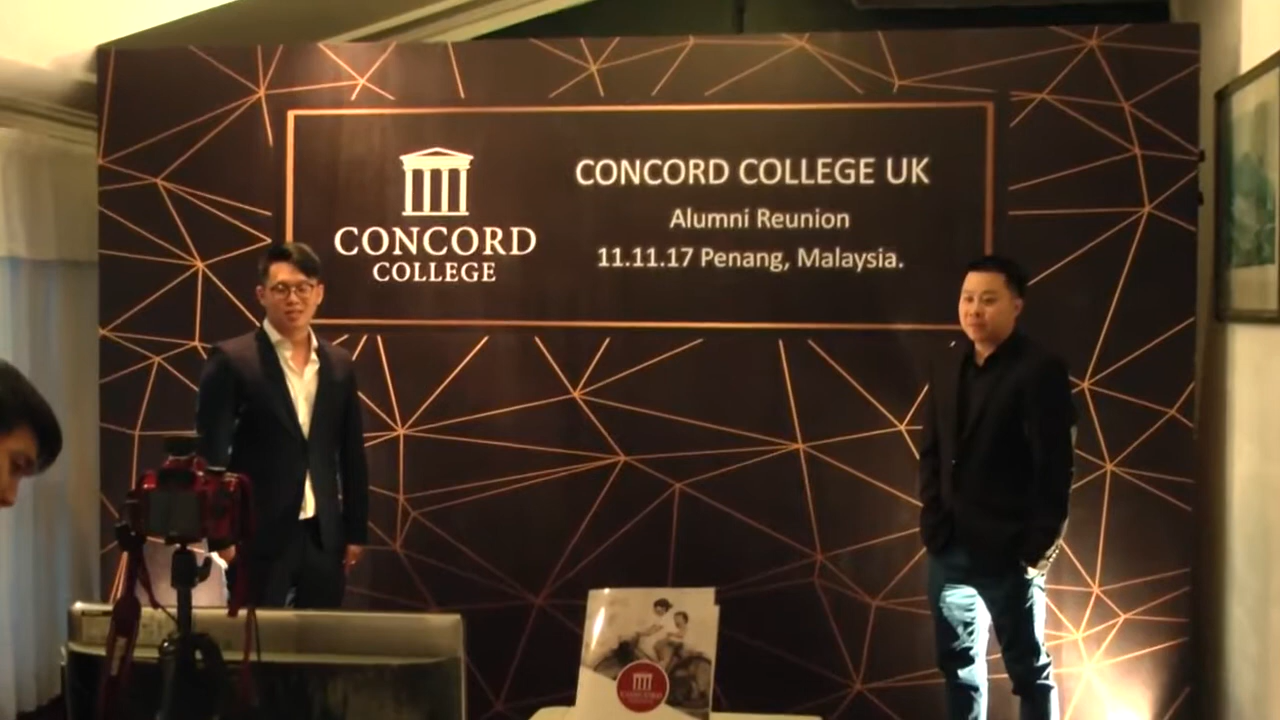 CONCORD COLLEGE UK
Alumni Reunion
11.11.17 Penang, Malaysia.
CONCORD
COLLEGE